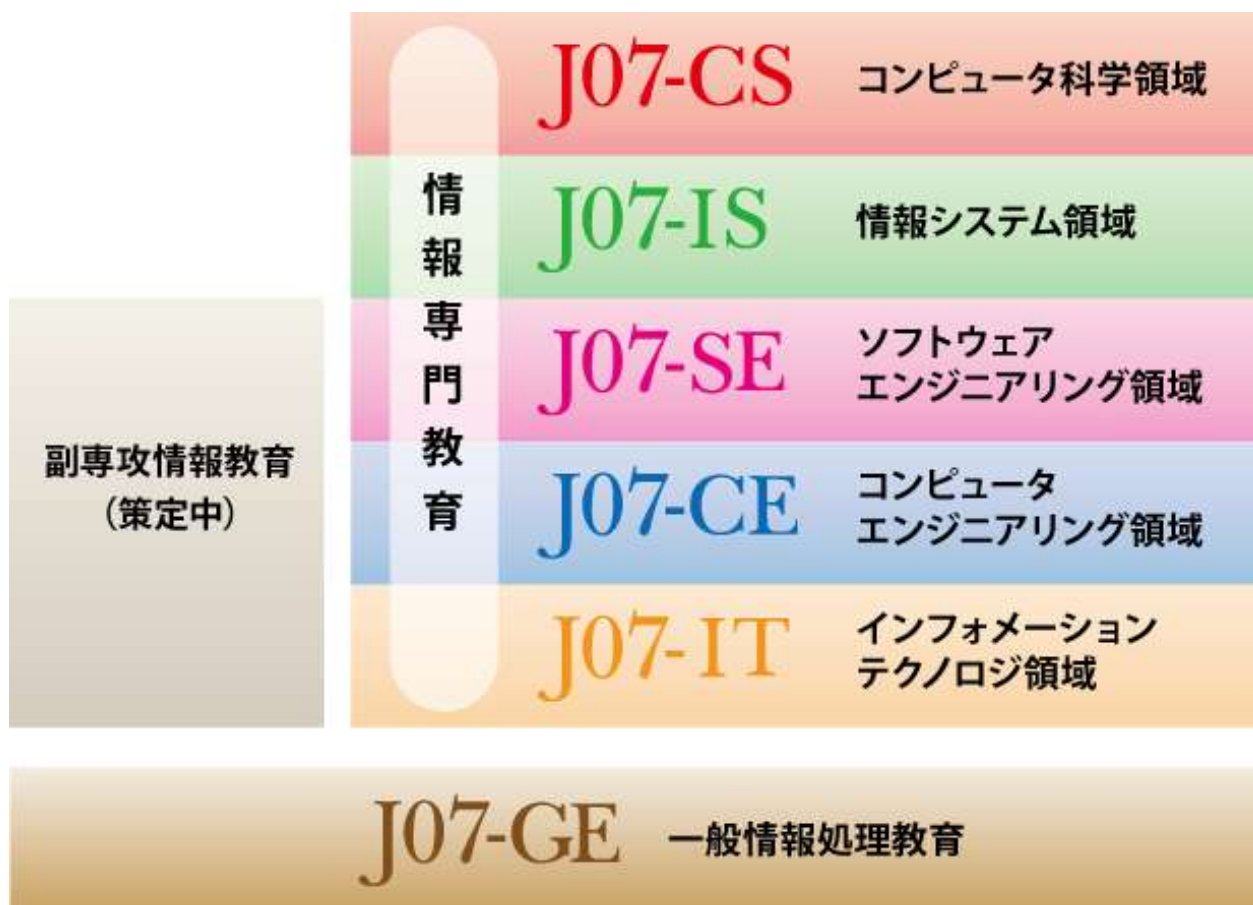 J07-CS
コンピュータ科学領域
J07-IS
情報システム領域
J07-SE
ソフトウェア
エンジニアリング領域
J07-CE
コンピュータ
エンジニアリング領域
J07-IT
インフォメーション
テクノロジ領域
情報専門教育
副専攻情報教育
(策定中)
J07-GE
一般情報処理教育